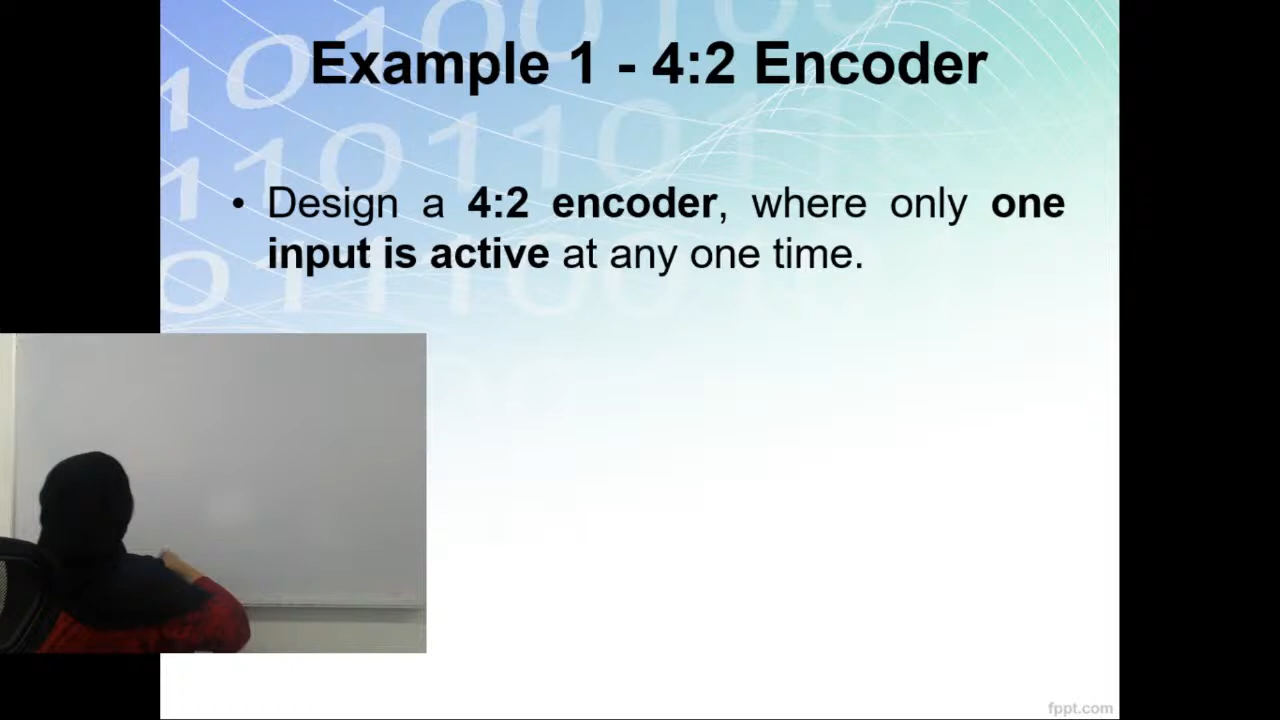 Example 1 - 4:2 Encoder
• Design a 4:2 encoder, where only one
input is active at any one time.
fppt.com